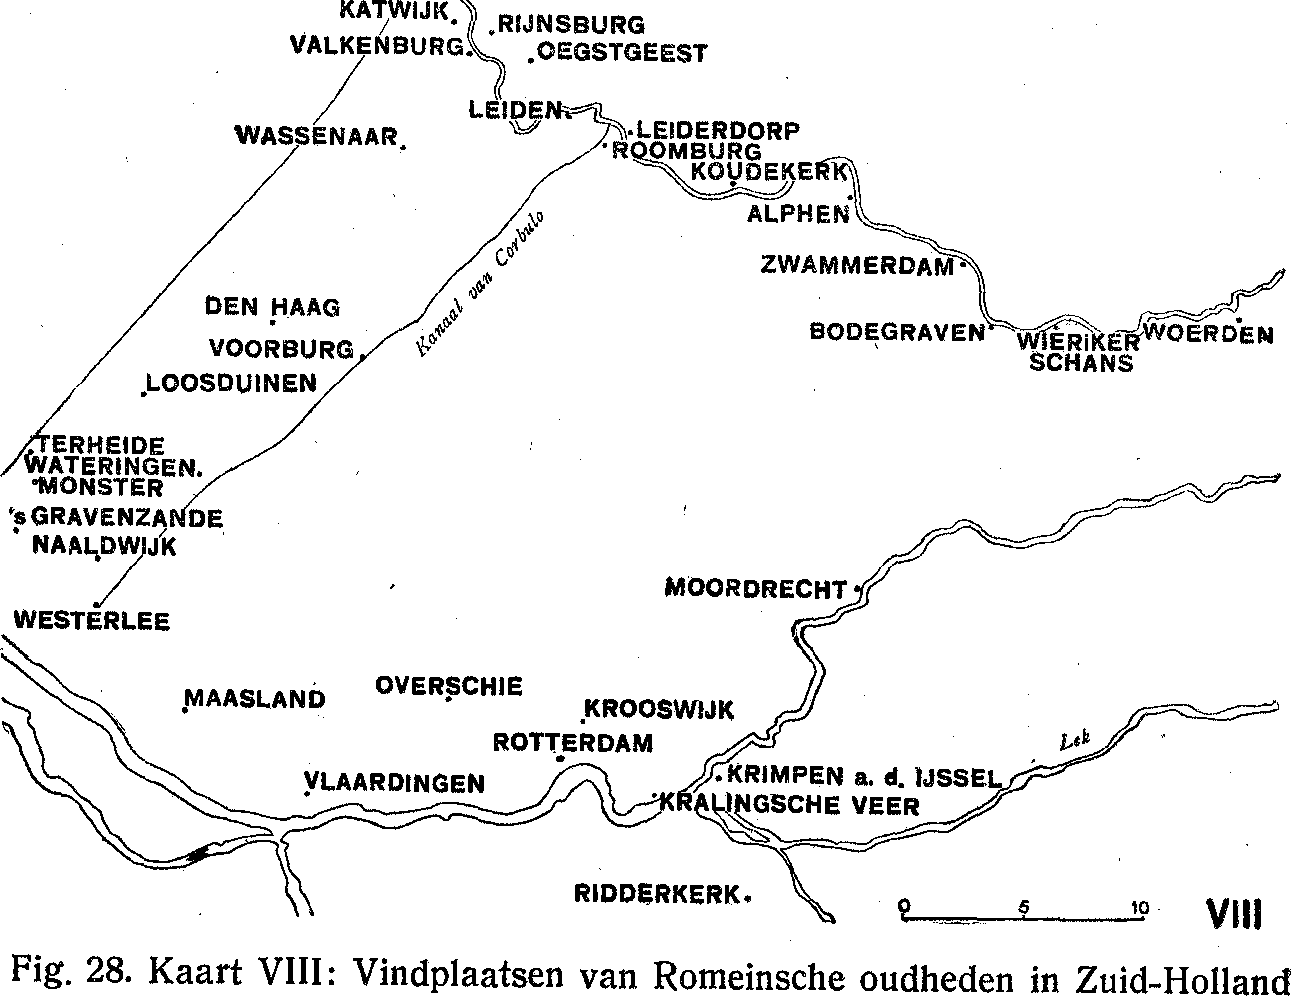 KATWIJK.
.RIJNSBURG
VALKENBURG.
.OEGSTGEEST
LEIDEN.
WASSENAAR.
.LEIDERDORP
.ROOMBURG
KOUDEKERK
ALPHEN
Kanaal van Corbulo
ZWAMMERDAM
DEN HAAG
BODEGRAVEN
WIERIKER
SCHANS
WOERDEN
VOORBURG.
LOOSDUINEN
TERHEIDE
WATERINGEN.
MONSTER
'sGRAVENZANDE
NAALDWIJK
WESTERLEE
MOORDRECHT
MAASLAND
OVERSCHIE
KROOSWIJK
ROTTERDAM
Lek
VLAARDINGEN
.KRIMPEN a. d. IJSSEL
KRALINGSCHE VEER
RIDDERKERK.
0 5 10
VIII
Fig. 28. Kaart VIII: Vindplaatsen van Romeinsche oudheden in Zuid-Holland